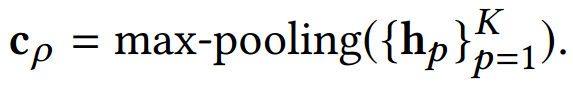 𝐜_ρ = max-pooling({𝐡_p}_{p=1}^K).